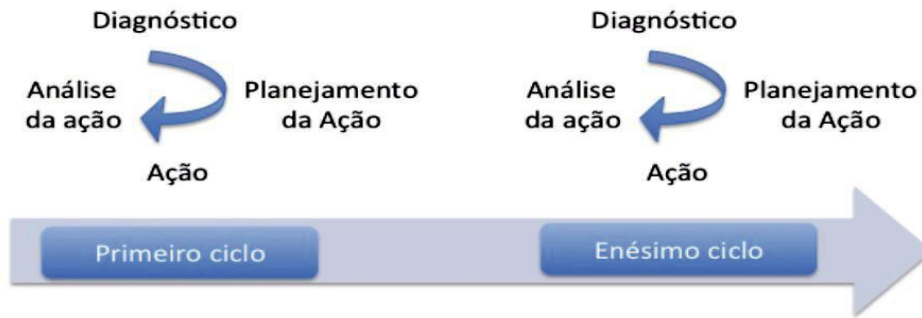 Diagnóstico
Análise
da ação
Planejamento
da Ação
Ação
Primeiro ciclo
Diagnóstico
Análise
da ação
Planejamento
da Ação
Ação
Enésimo ciclo